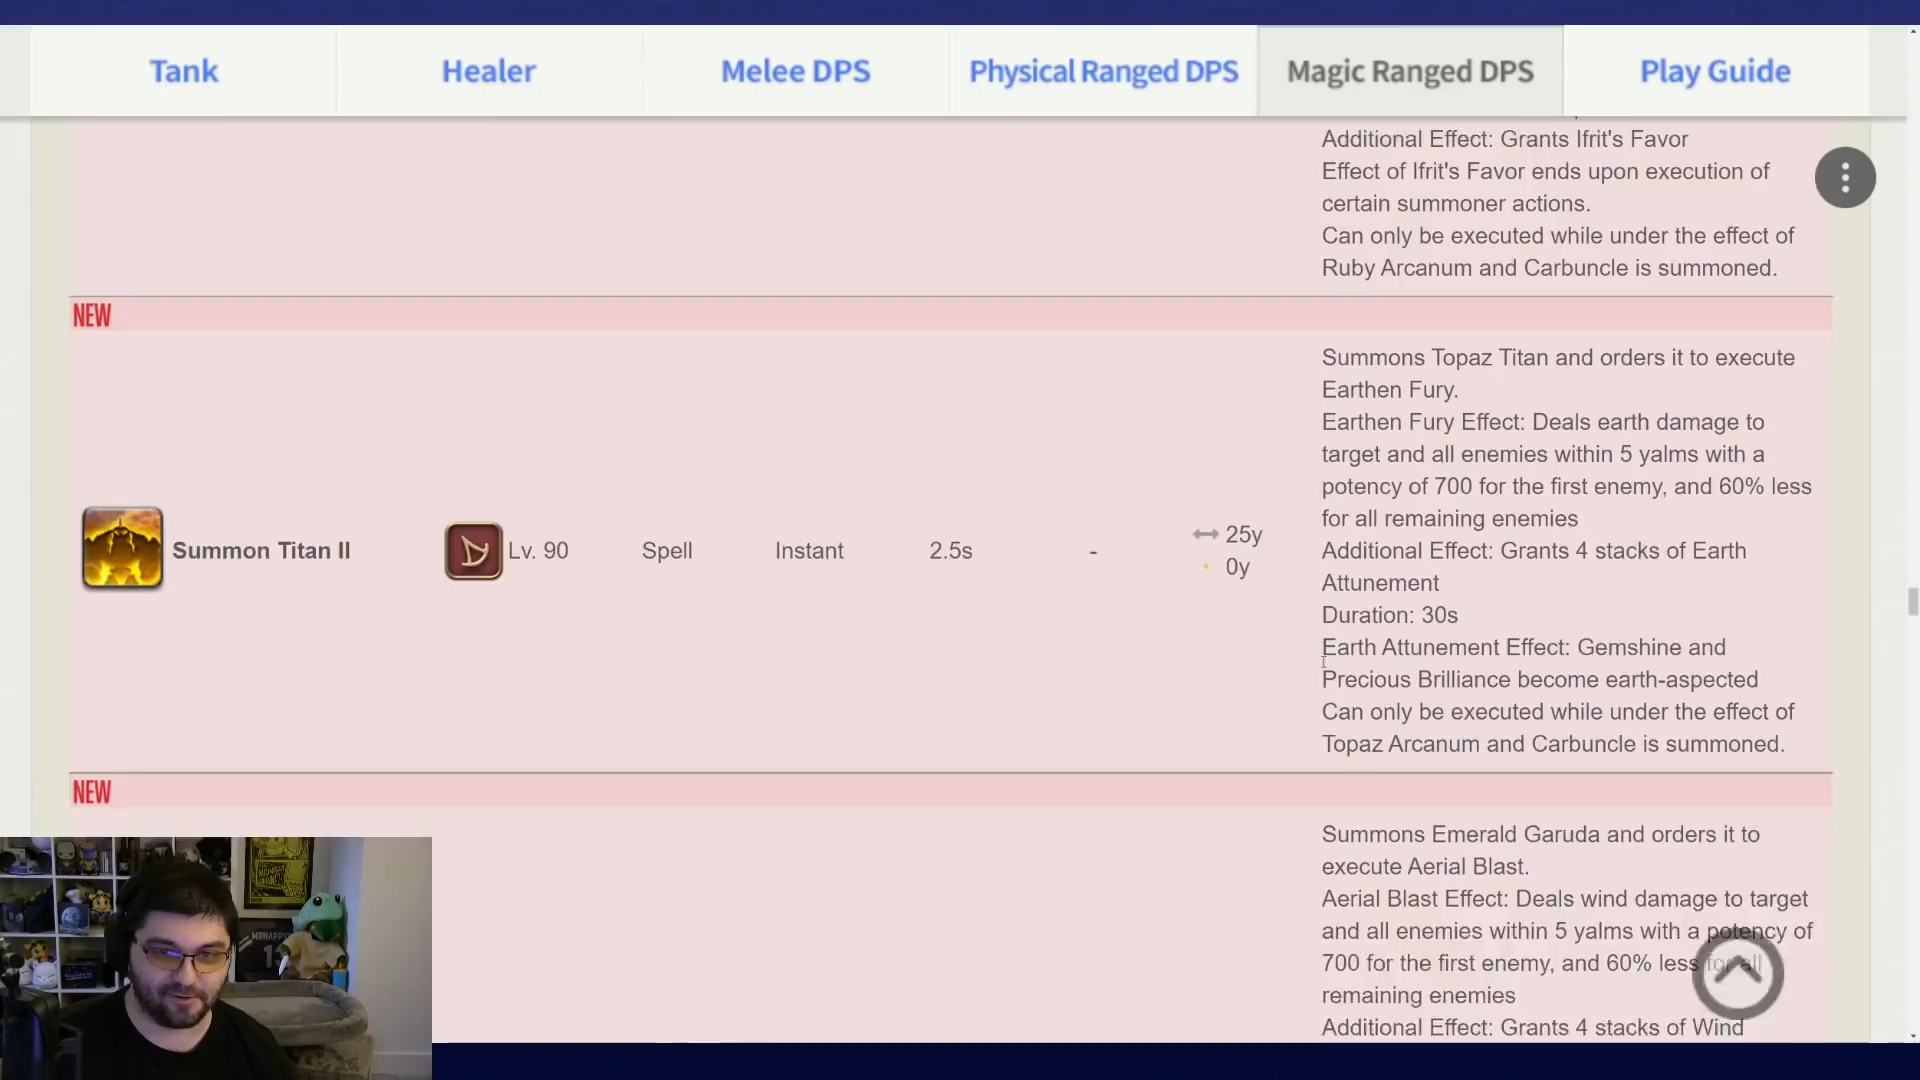 Tank
Healer
Melee DPS
Physical Ranged DPS
Magic Ranged DPS
Play Guide
Additional Effect: Grants Ifrit's Favor
Effect of Ifrit's Favor ends upon execution of
certain summoner actions.
Can only be executed while under the effect of
Ruby Arcanum and Carbuncle is summoned.
NEW
Summon Titan II
Lv. 90
Spell
Instant
2.5s
-
25y
0y
Summons Topaz Titan and orders it to execute
Earthen Fury.
Earthen Fury Effect: Deals earth damage to
target and all enemies within 5 yalms with a
potency of 700 for the first enemy, and 60% less
for all remaining enemies
Additional Effect: Grants 4 stacks of Earth
Attunement
Duration: 30s
Earth Attunement Effect: Gemshine and
Precious Brilliance become earth-aspected
Can only be executed while under the effect of
Topaz Arcanum and Carbuncle is summoned.
NEW
Summons Emerald Garuda and orders it to
execute Aerial Blast.
Aerial Blast Effect: Deals wind damage to target
and all enemies within 5 yalms with a potency of
700 for the first enemy, and 60% less for all
remaining enemies
Additional Effect: Grants 4 stacks of Wind
MRHAPPY